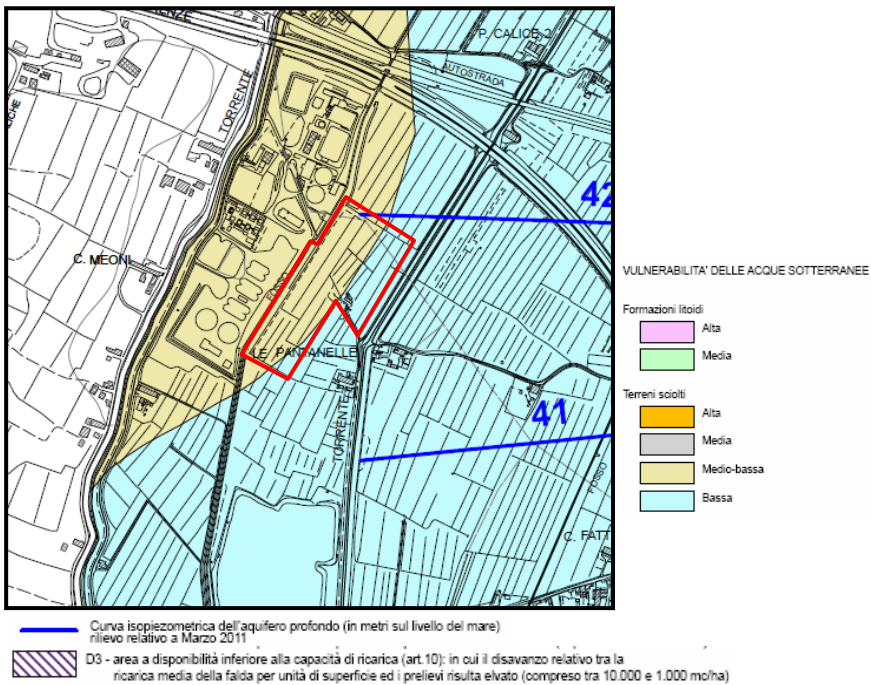 P. CALICE 2
AUTOSTRADA
TORRENTE
42
C. MEONI
FOSSO
LE PANTANELLE
TORRENTE
41
FOSSO
C. FATT
VULNERABILITA' DELLE ACQUE SOTTERRANEE
Formazioni litoidi
Alta
Media
Terreni sciolti
Alta
Media
Medio-bassa
Bassa
Curva isopiezometrica dell'aquifero profondo (in metri sul livello del mare)
rilievo relativo a Marzo 2011
D3 - area a disponibilità inferiore alla capacità di ricarica (art.10): in cui il disavanzo relativo tra la
ricarica media della falda per unità di superficie ed i prelievi risulta elvato (compreso tra 10.000 e 1.000 mc/ha)